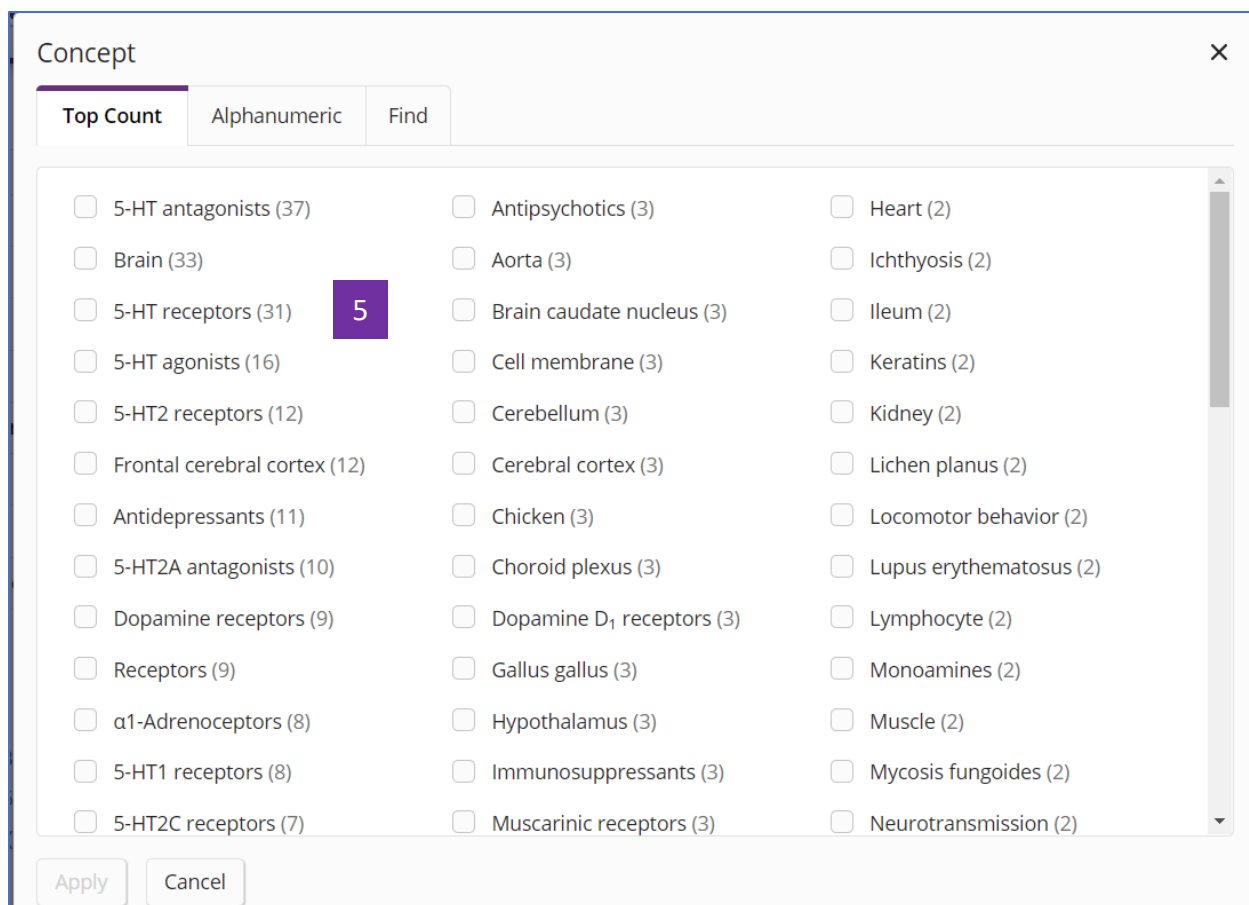 Concept
Top Count
Alphanumeric
Find
5-HT antagonists (37)
Brain (33)
5-HT receptors (31)
5
5-HT agonists (16)
5-HT2 receptors (12)
Frontal cerebral cortex (12)
Antidepressants (11)
5-HT2A antagonists (10)
Dopamine receptors (9)
Receptors (9)
α1-Adrenoceptors (8)
5-HT1 receptors (8)
5-HT2C receptors (7)
Antipsychotics (3)
Aorta (3)
Brain caudate nucleus (3)
Cell membrane (3)
Cerebellum (3)
Cerebral cortex (3)
Chicken (3)
Choroid plexus (3)
Dopamine D₁ receptors (3)
Gallus gallus (3)
Hypothalamus (3)
Immunosuppressants (3)
Muscarinic receptors (3)
Heart (2)
Ichthyosis (2)
Ileum (2)
Keratins (2)
Kidney (2)
Lichen planus (2)
Locomotor behavior (2)
Lupus erythematosus (2)
Lymphocyte (2)
Monoamines (2)
Muscle (2)
Mycosis fungoides (2)
Neurotransmission (2)
Apply
Cancel